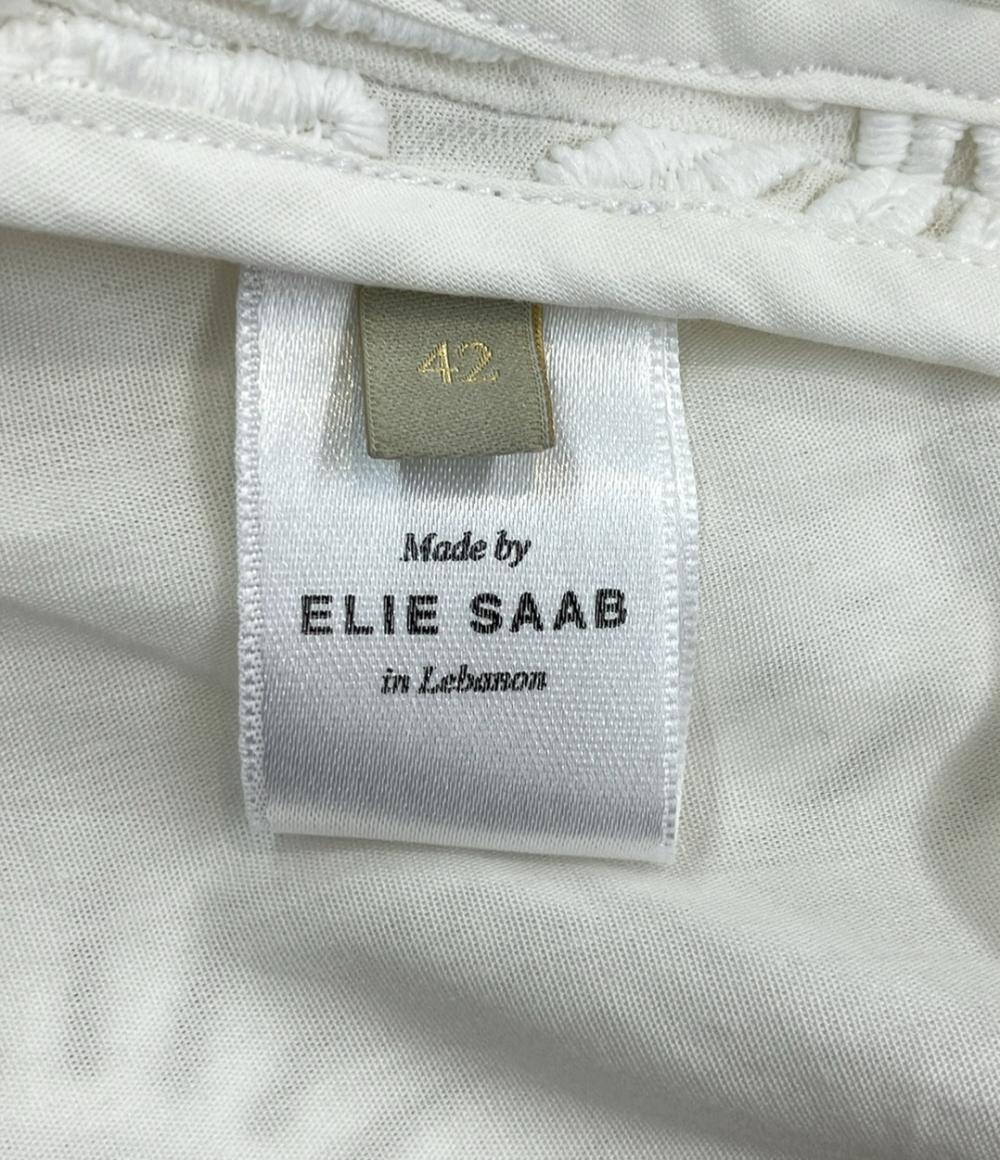 42
Made by
ELIE SAAB
in Lebanon